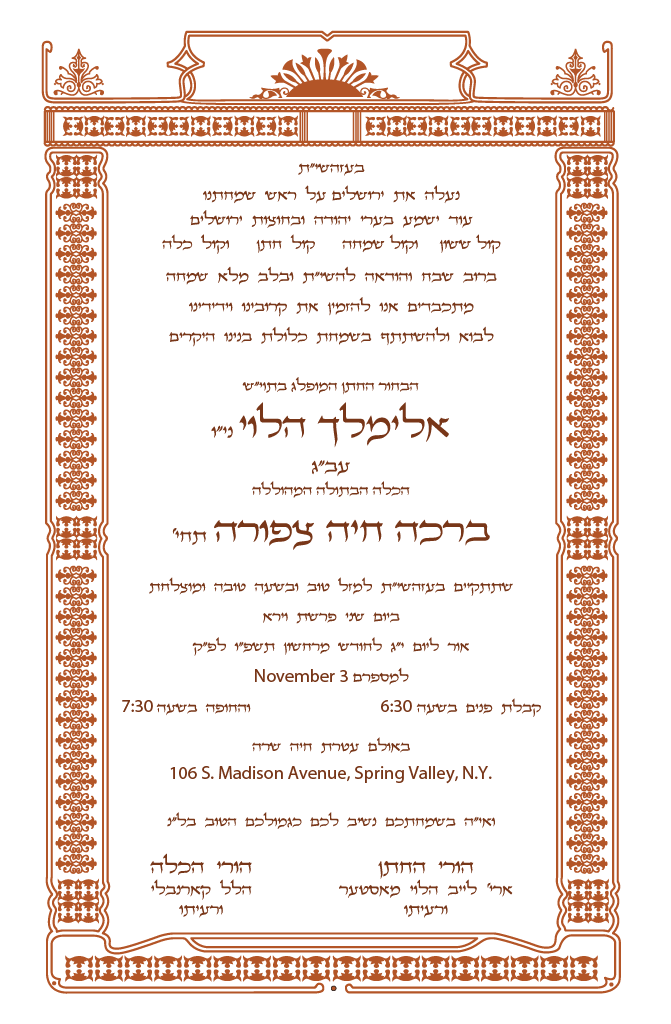 בעזהשי״ת
נעלה את ירושלים על ראש שמחתנו
עוד ישמע בערי יהודה ובחוצות ירושלים
קול ששון וקול שמחה קול חתן וקול כלה
ברוב שבח והודאה להשי״ת ובלב מלא שמחה
מתכבדים אנו להזמין את קרובינו וידידינו
לבוא ולהשתתף בשמחת כלולת בנינו היקרים
הבחור החתן המופלג בתוי״ש
אלימלך הלוי ני״ו
עב״ג
הכלה הבתולה המהוללה
ברכה חיה צפורה תחי׳
שתתקיים בעזהשי״ת למזל טוב ובשעה טובה ומוצלחת
ביום שני פרשת וירא
אור ליום י״ג לחודש מרחשון תשפ״ו לפ״ק
למספרם November 3
קבלת פנים בשעה 6:30 והחופה בשעה 7:30
באולם עטרת חיה שרה
106 S. Madison Avenue, Spring Valley, N.Y.
ואי״ה בשמחתכם נשיב לכם כגמולכם הטוב בל״נ
הורי החתן
ארי׳ לייב הלוי מאסטער
ורעיתו
הורי הכלה
הלל קארנבלי
ורעיתו